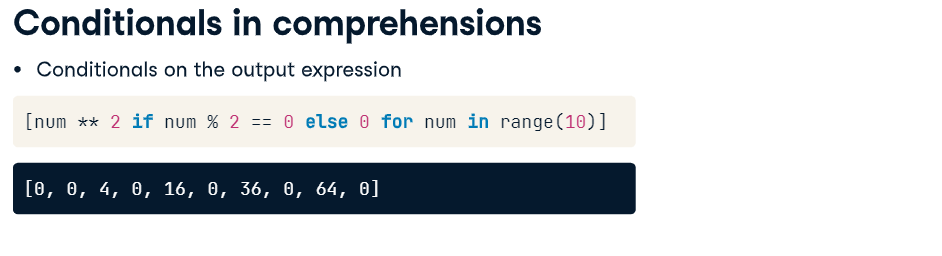 Conditionals in comprehensions
• Conditionals on the output expression
[num ** 2 if num % 2 == 0 else 0 for num in range(10)]
[0, 0, 4, 0, 16, 0, 36, 0, 64, 0]